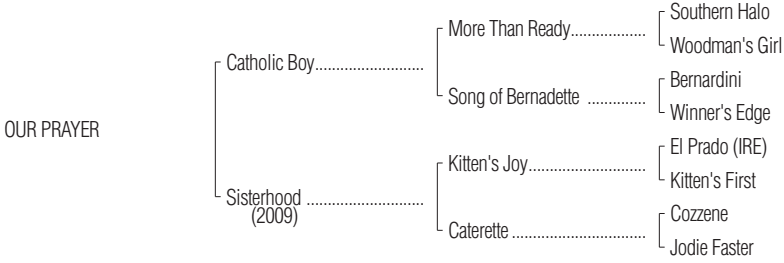 Southern Halo
More Than Ready
Woodman's Girl
Catholic Boy
Bernardini
Song of Bernadette
Winner's Edge
OUR PRAYER
El Prado (IRE)
Kitten's Joy
Kitten's First
Sisterhood
(2009)
Cozzene
Caterette
Jodie Faster